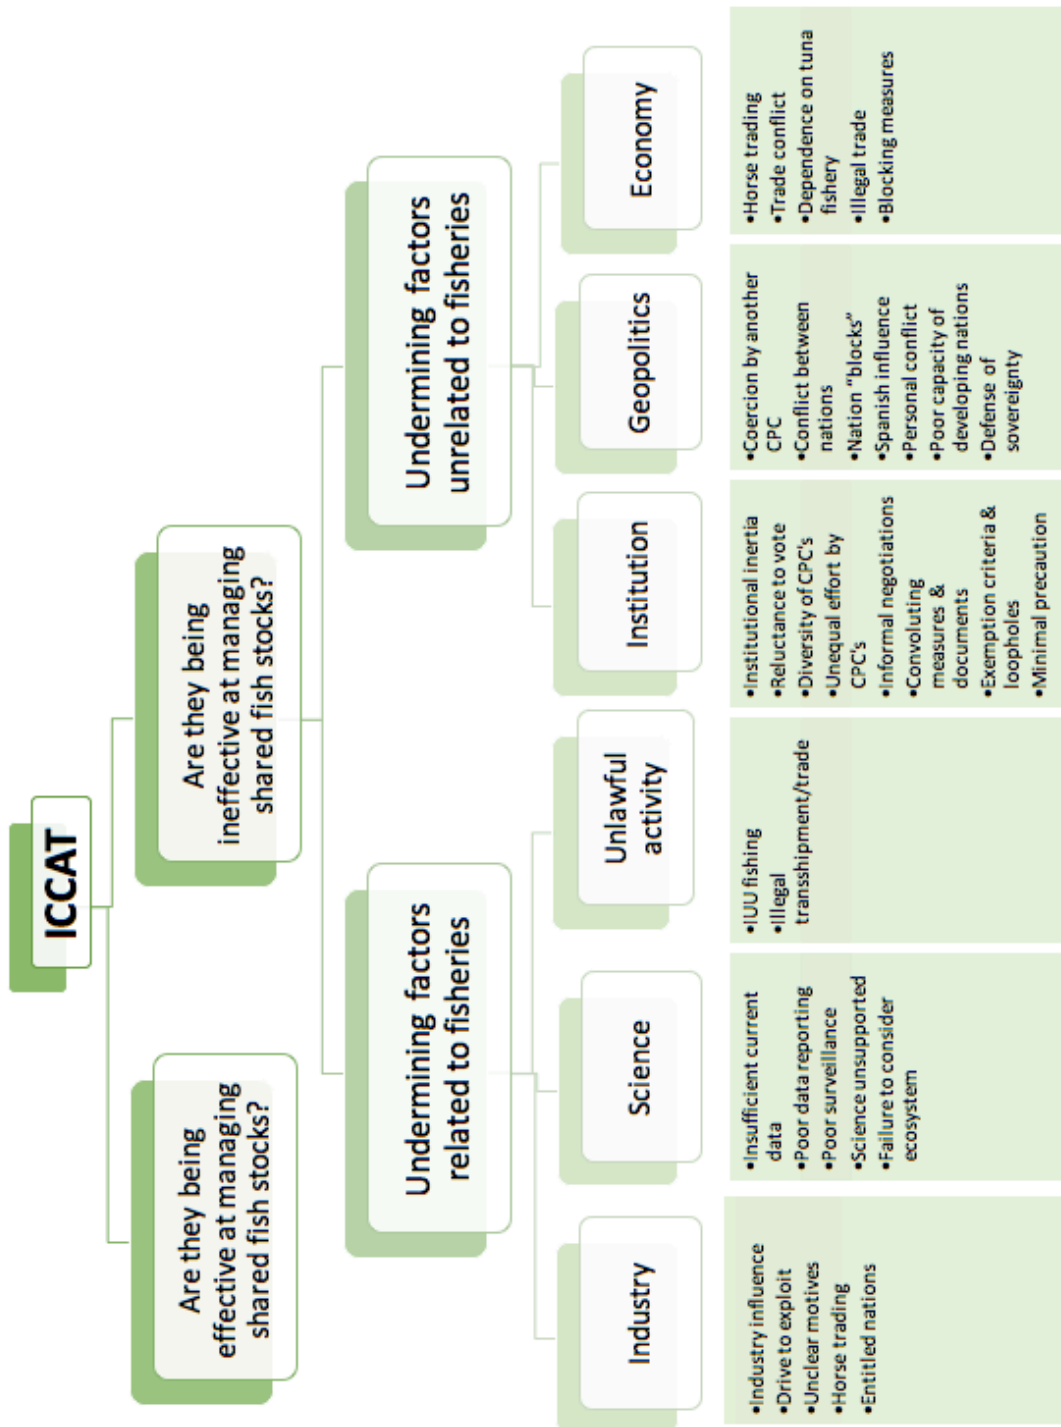 ICCAT
Are they being
effective at managing
shared fish stocks?
Are they being
ineffective at managing
shared fish stocks?
Undermining factors
related to fisheries
Undermining factors
unrelated to fisheries
Industry
Science
Unlawful
activity
Institution
Geopolitics
Economy
•Industry influence
•Drive to exploit
•Unclear motives
•Horse trading
•Entitled nations
•Insufficient current
data
•Poor data reporting
•Poor surveillance
•Science unsupported
•Failure to consider
ecosystem
•IUU fishing
•Illegal
transshipment/trade
•Institutional inertia
•Reluctance to vote
•Diversity of CPC's
•Unequal effort by
CPC's
•Informal negotiations
•Convoluting
measures &
documents
•Exemption criteria &
loopholes
•Minimal precaution
•Coercion by another
CPC
•Conflict between
nations
•Nation "blocks"
•Spanish influence
•Personal conflict
•Poor capacity of
developing nations
•Defense of
sovereignty
•Horse trading
•Trade conflict
•Dependence on tuna
fishery
•Illegal trade
•Blocking measures